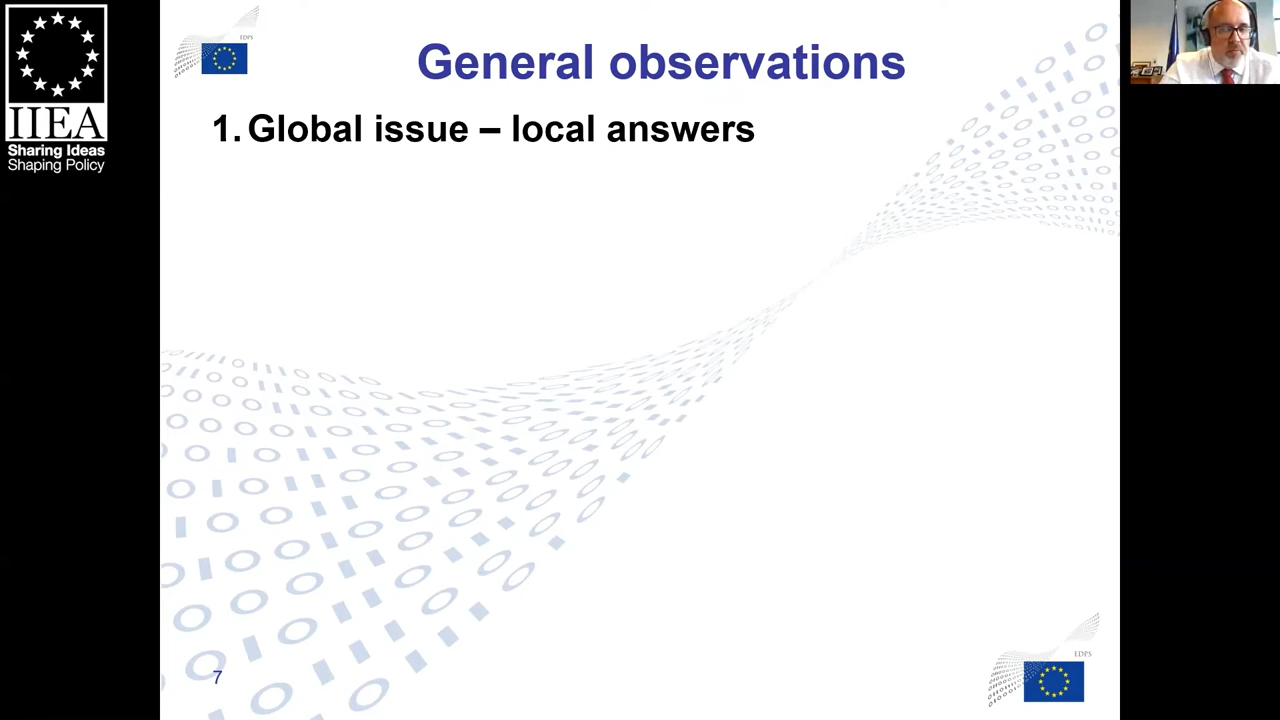 IIEA
Sharing Ideas
Shaping Policy
EDPS
General observations
1. Global issue – local answers
7
EDPS